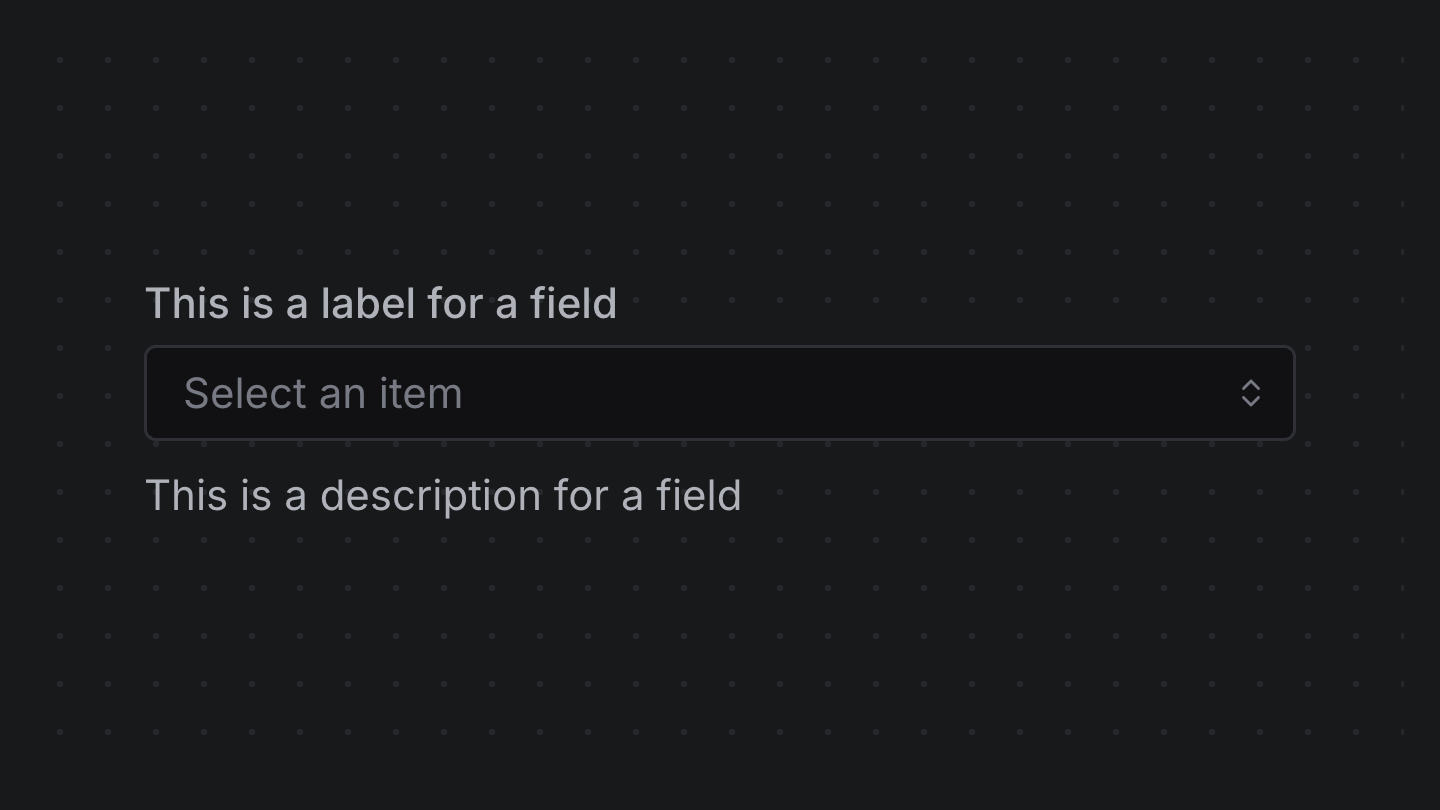 This is a label for a field
Select an item
This is a description for a field